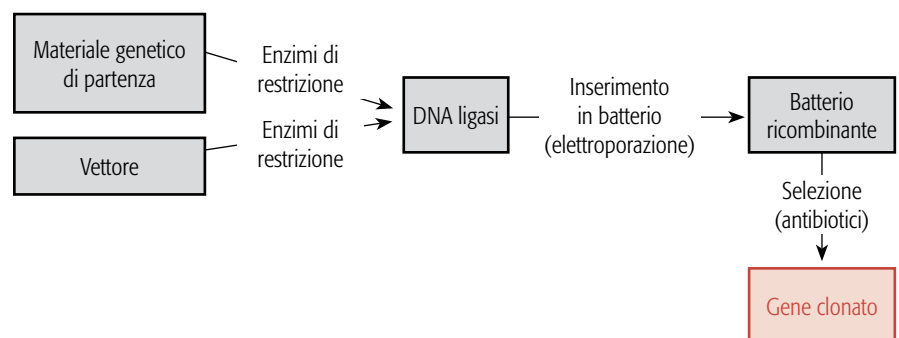 Materiale genetico
di partenza
Enzimi di
restrizione
Vettore
Enzimi di
restrizione
DNA ligasi
Inserimento
in batterio
(elettroporazione)
Batterio
ricombinante
Selezione
(antibiotici)
Gene clonato